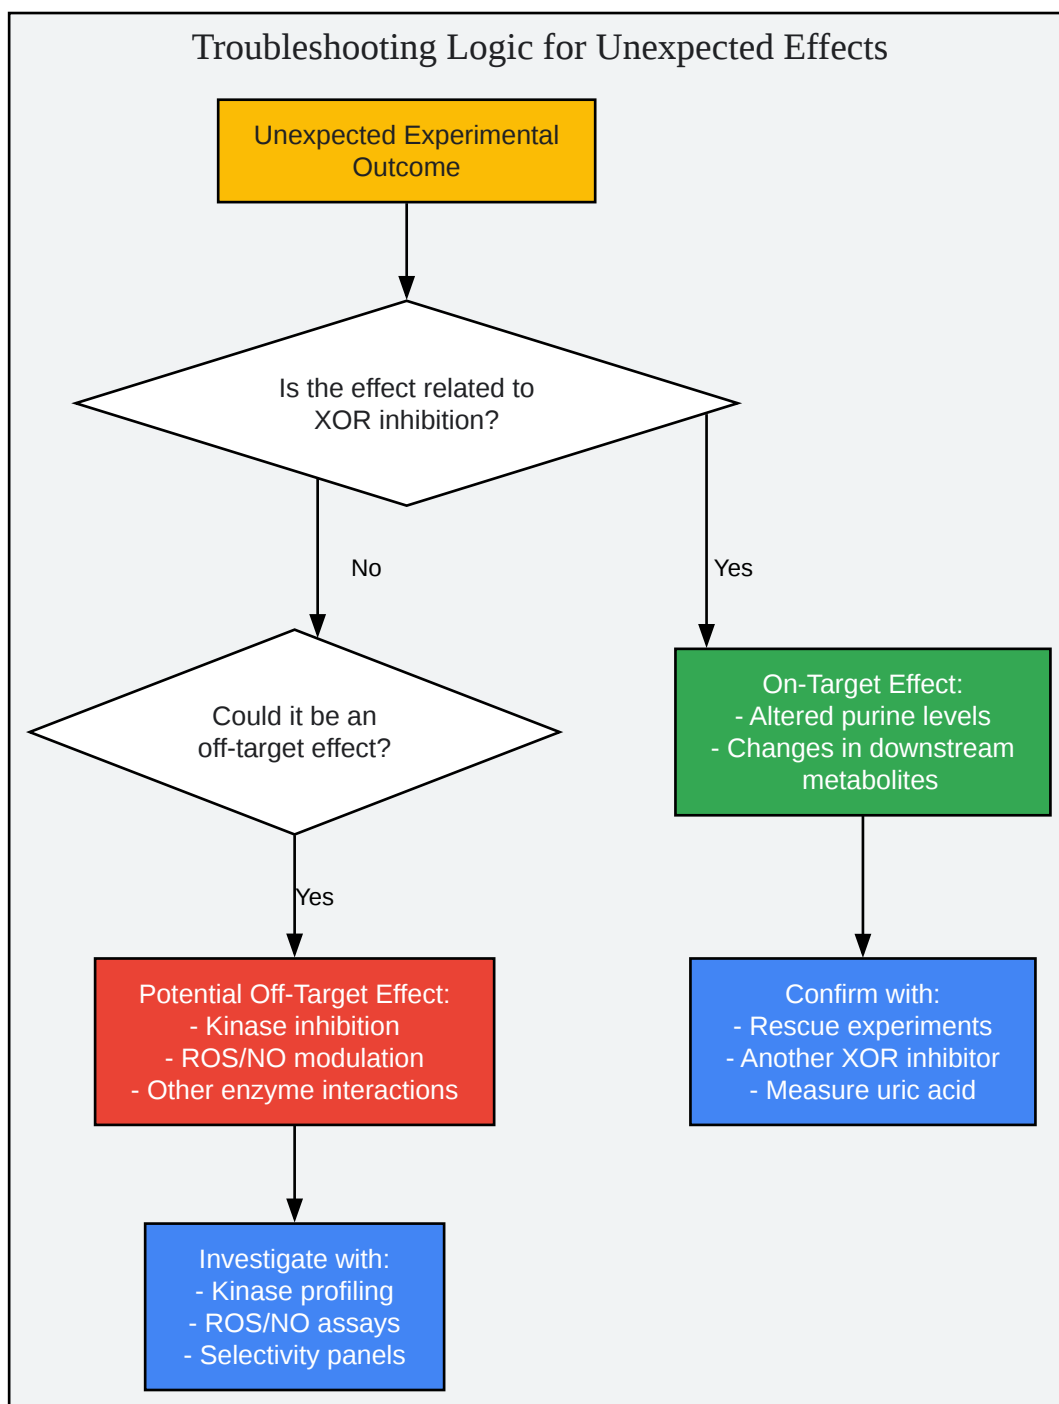 Troubleshooting Logic for Unexpected Effects
Unexpected Experimental
Outcome
Is the effect related to
XOR inhibition?
No
Yes
Could it be an
off-target effect?
On-Target Effect:
- Altered purine levels
- Changes in downstream
metabolites
Yes
Potential Off-Target Effect:
- Kinase inhibition
- ROS/NO modulation
- Other enzyme interactions
Confirm with:
- Rescue experiments
- Another XOR inhibitor
- Measure uric acid
Investigate with:
- Kinase profiling
- ROS/NO assays
- Selectivity panels